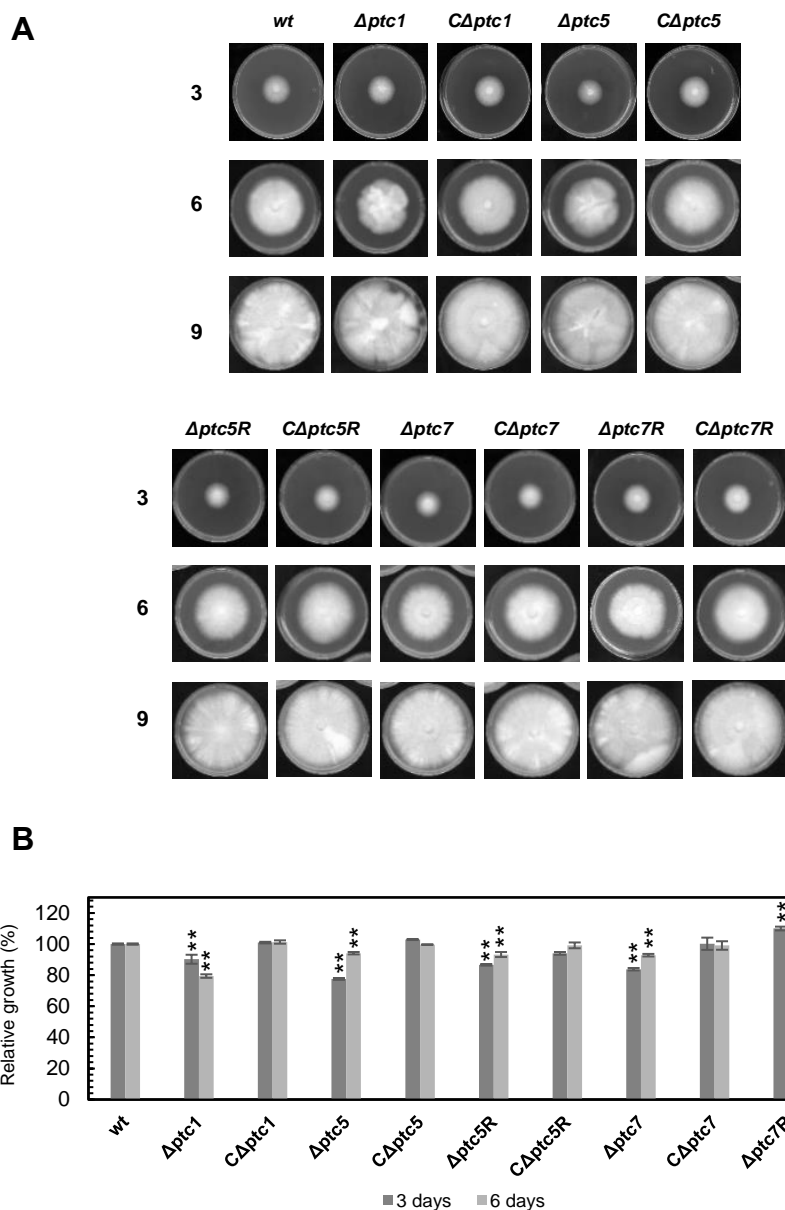 A
wt Δptc1 CΔptc1 Δptc5 CΔptc5
3
6
9
Δptc5R CΔptc5R Δptc7 CΔptc7 Δptc7R CΔptc7R
3
6
9
B
Relative growth (%)
120
100
80
60
40
20
0
** ** ** ** ** ** ** ** **
wt Δptc1 CΔptc1 Δptc5 CΔptc5 Δptc5R CΔptc5R Δptc7 CΔptc7 Δptc7R
3 days 6 days